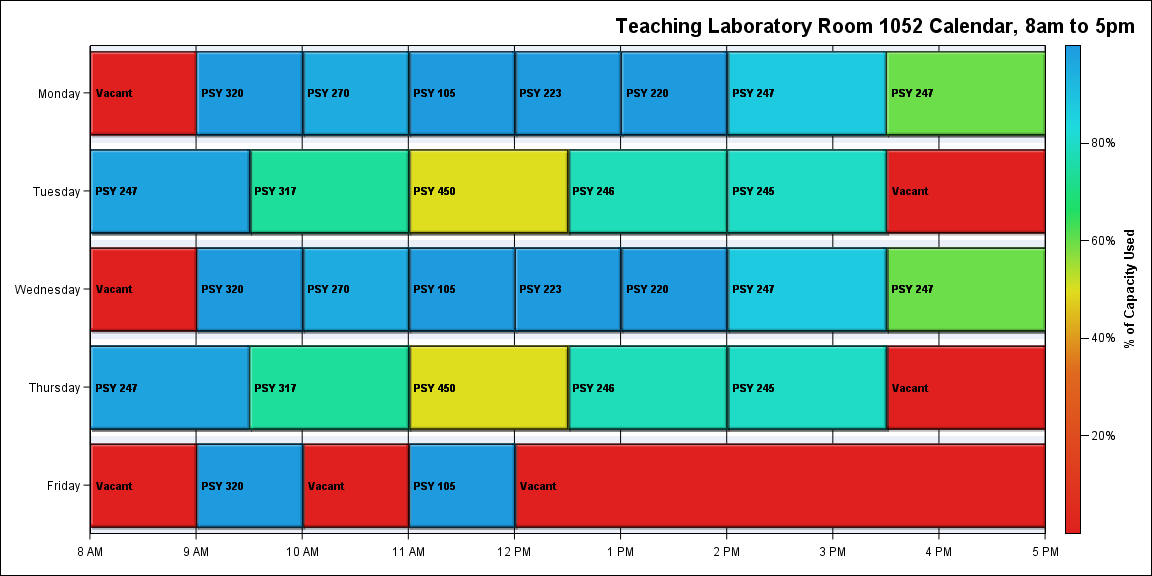 Teaching Laboratory Room 1052 Calendar, 8am to 5pm
Monday
Vacant
PSY 320
PSY 270
PSY 105
PSY 223
PSY 220
PSY 247
PSY 247
Tuesday
PSY 247
PSY 317
PSY 450
PSY 246
PSY 245
Vacant
Wednesday
Vacant
PSY 320
PSY 270
PSY 105
PSY 223
PSY 220
PSY 247
PSY 247
Thursday
PSY 247
PSY 317
PSY 450
PSY 246
PSY 245
Vacant
Friday
Vacant
PSY 320
Vacant
PSY 105
Vacant
8 AM
9 AM
10 AM
11 AM
12 PM
1 PM
2 PM
3 PM
4 PM
5 PM
80%
60%
40%
20%
% of Capacity Used